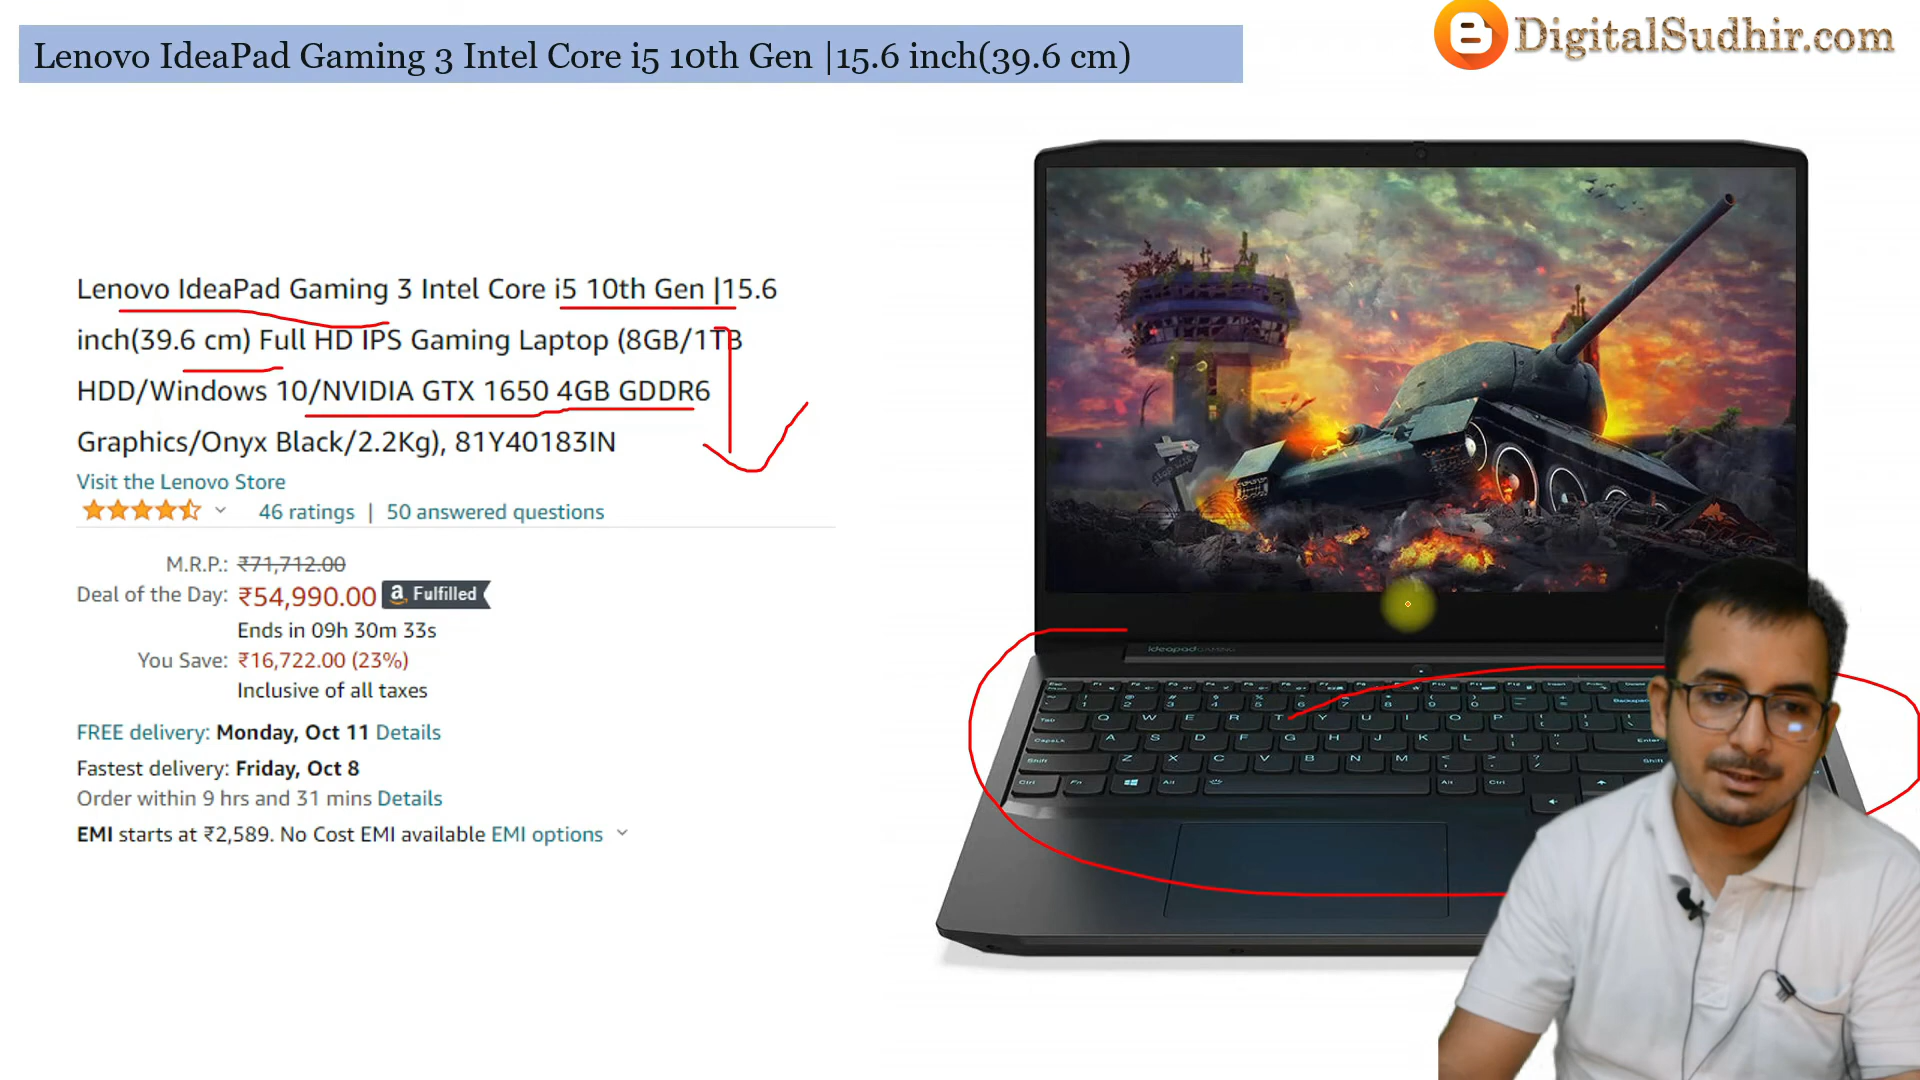 Lenovo IdeaPad Gaming 3 Intel Core i5 10th Gen |15.6 inch(39.6 cm)
DigitalSudhir.com
Lenovo IdeaPad Gaming 3 Intel Core i5 10th Gen |15.6
inch(39.6 cm) Full HD IPS Gaming Laptop (8GB/1TB
HDD/Windows 10/NVIDIA GTX 1650 4GB GDDR6
Graphics/Onyx Black/2.2Kg), 81Y40183IN
Visit the Lenovo Store
46 ratings | 50 answered questions
M.R.P.: ₹71,712.00
Deal of the Day: ₹54,990.00 a Fulfilled
Ends in 09h 30m 33s
You Save: ₹16,722.00 (23%)
Inclusive of all taxes
FREE delivery: Monday, Oct 11 Details
Fastest delivery: Friday, Oct 8
Order within 9 hrs and 31 mins Details
EMI starts at ₹2,589. No Cost EMI available EMI options
ideapad GAMING
Q W E R T Y U I O P
A S D F G H J K L
Z X C V B N M